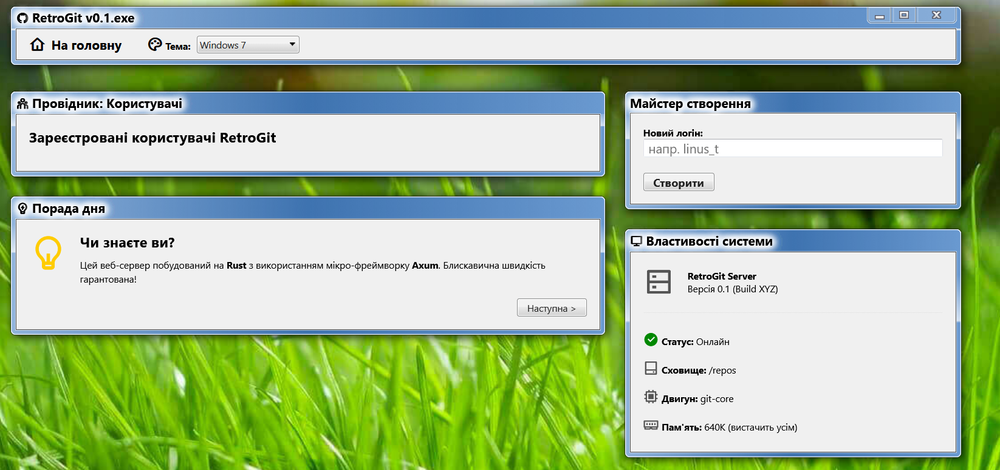 RetroGit v0.1.exe
На головну
Тема:
Windows 7
Провідник: Користувачі
Зареєстровані користувачі RetroGit
Порада дня
Чи знаєте ви?
Цей веб-сервер побудований на Rust з використанням мікро-фреймворку Axum. Блискавична швидкість
гарантована!
Наступна >
Майстер створення
Новий логін:
напр. linus_t
Створити
Властивості системи
RetroGit Server
Версія 0.1 (Build XYZ)
Статус: Онлайн
Сховище: /repos
Двигун: git-core
Пам'ять: 640K (вистачить усім)